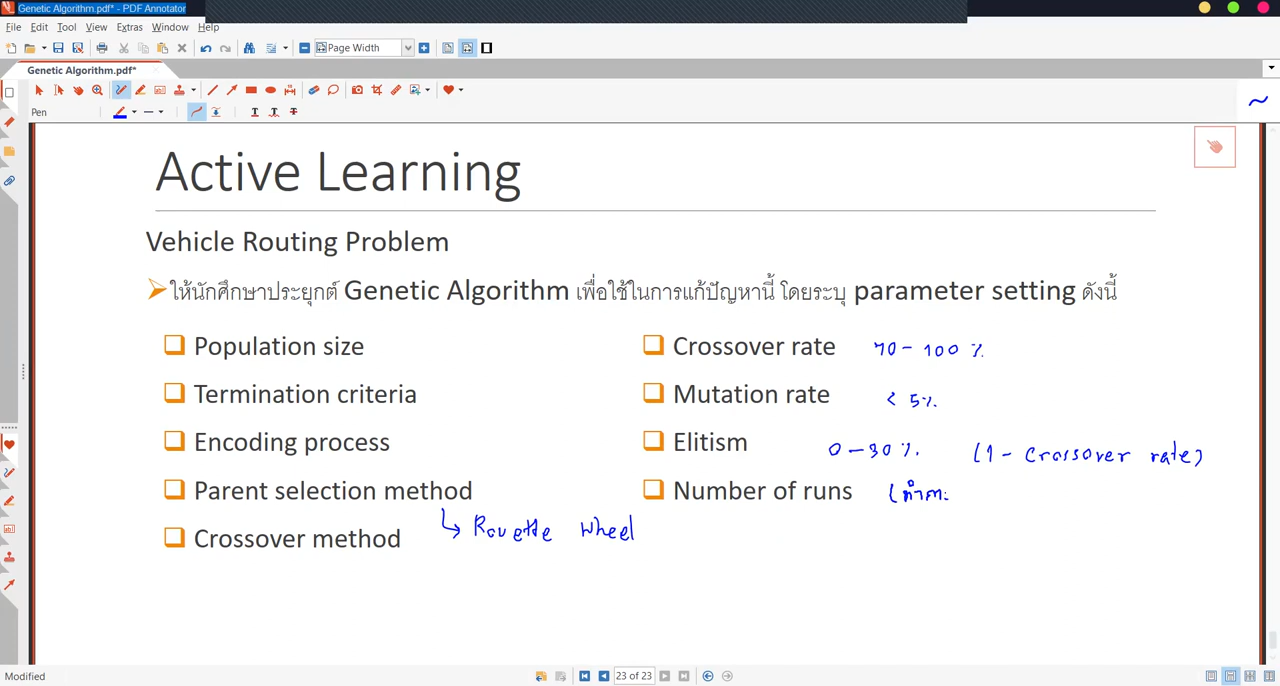 Genetic Algorithm.pdf* - PDF Annotator
File Edit Tool View Extras Window Help
Page Width
Genetic Algorithm.pdf*
Pen
Active Learning
Vehicle Routing Problem
ให้นักศึกษาประยุกต์ Genetic Algorithm เพื่อใช้ในการแก้ปัญหานี้ โดยระบุ parameter setting ดังนี้
Population size
Termination criteria
Encoding process
Parent selection method
Crossover method
Crossover rate 70 - 100 %
Mutation rate < 5%
Elitism 0 - 30 % (1 - Crossover rate)
Number of runs
wheel
23 of 23
Modified